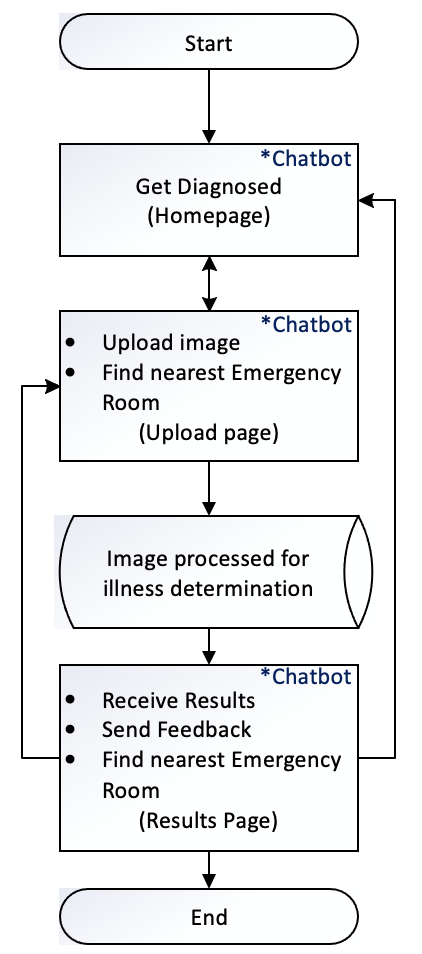 Start
*Chatbot
Get Diagnosed
(Homepage)
*Chatbot
• Upload image
• Find nearest Emergency
Room
(Upload page)
Image processed for
illness determination
*Chatbot
• Receive Results
• Send Feedback
• Find nearest Emergency
Room
(Results Page)
End